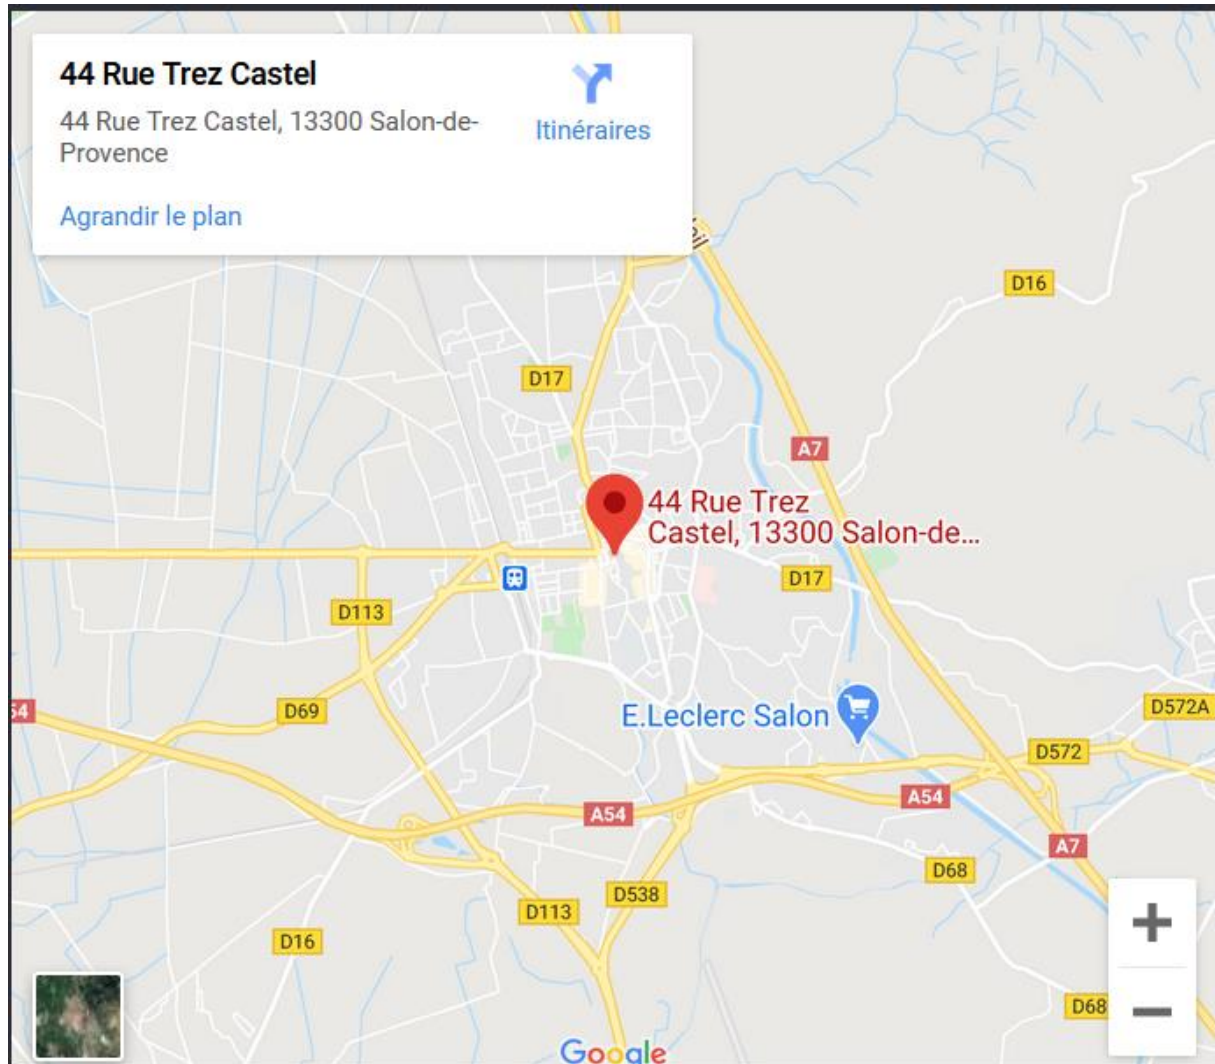 44 Rue Trez Castel
44 Rue Trez Castel, 13300 Salon-de-
Provence
Itinéraires
Agrandir le plan
D16
D17
A7
44 Rue Trez
Castel, 13300 Salon-de...
D17
D113
D69
54
E.Leclerc Salon
D572A
D572
A54
A54
A7
D68
D538
D113
D16
D68
Google